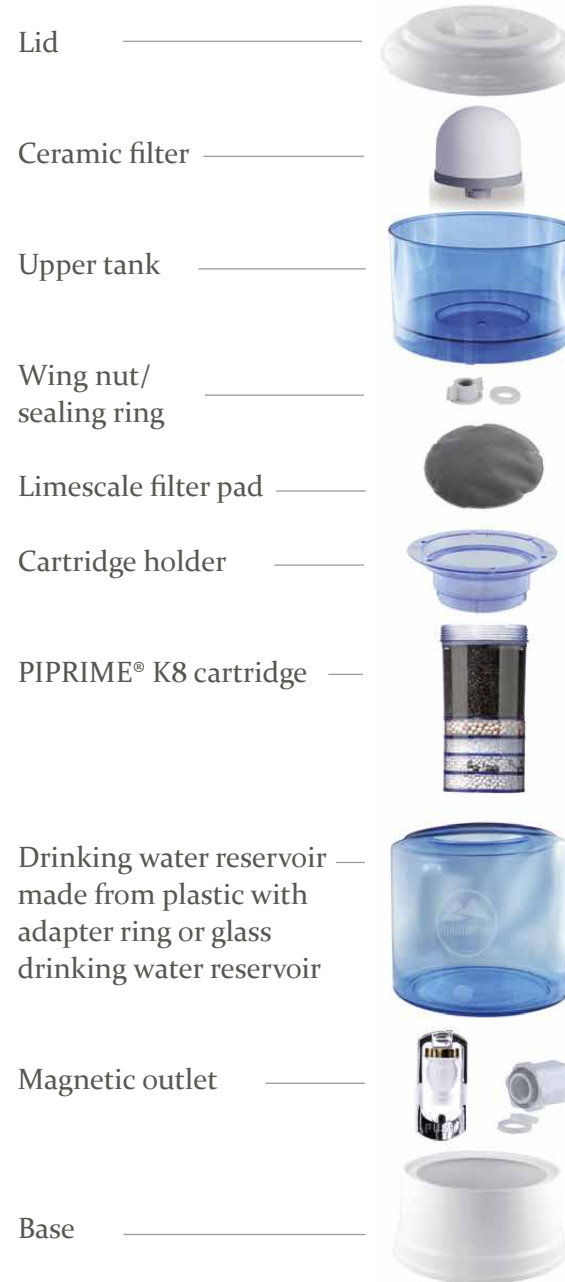 Lid
Ceramic filter
Upper tank
Wing nut/
sealing ring
Limescale filter pad
Cartridge holder
PIPRIME® K8 cartridge
Drinking water reservoir
made from plastic with
adapter ring or glass
drinking water reservoir
Magnetic outlet
Base